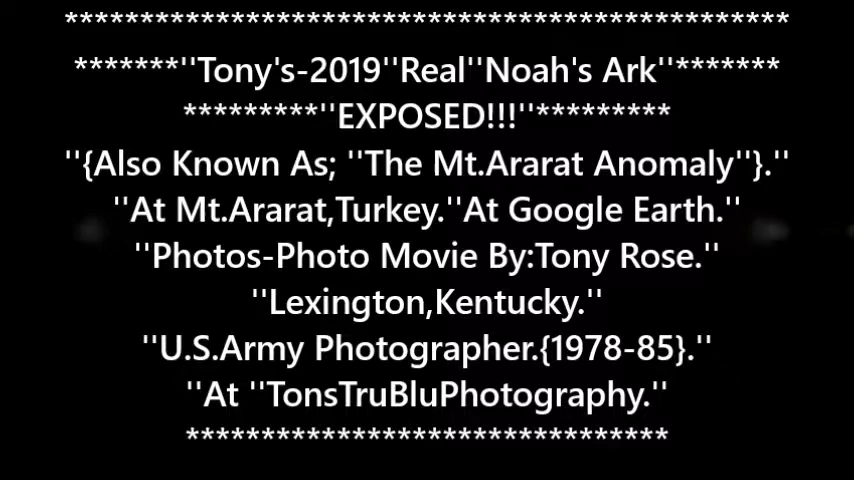 ************************************************
*******''Tony's-2019''Real''Noah's Ark''*******
*********''EXPOSED!!!''*********
''{Also Known As; ''The Mt.Ararat Anomaly''}.''
''At Mt.Ararat,Turkey.''At Google Earth.''
''Photos-Photo Movie By:Tony Rose.''
''Lexington,Kentucky.''
''U.S.Army Photographer.{1978-85}.''
''At ''TonsTruBluPhotography.''
********************************